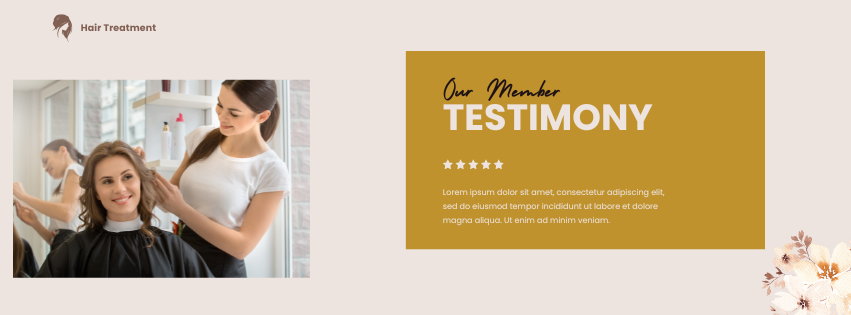 Hair Treatment
Our Member
TESTIMONY
Lorem ipsum dolor sit amet, consectetur adipiscing elit,
sed do eiusmod tempor incididunt ut labore et dolore
magna aliqua. Ut enim ad minim veniam.